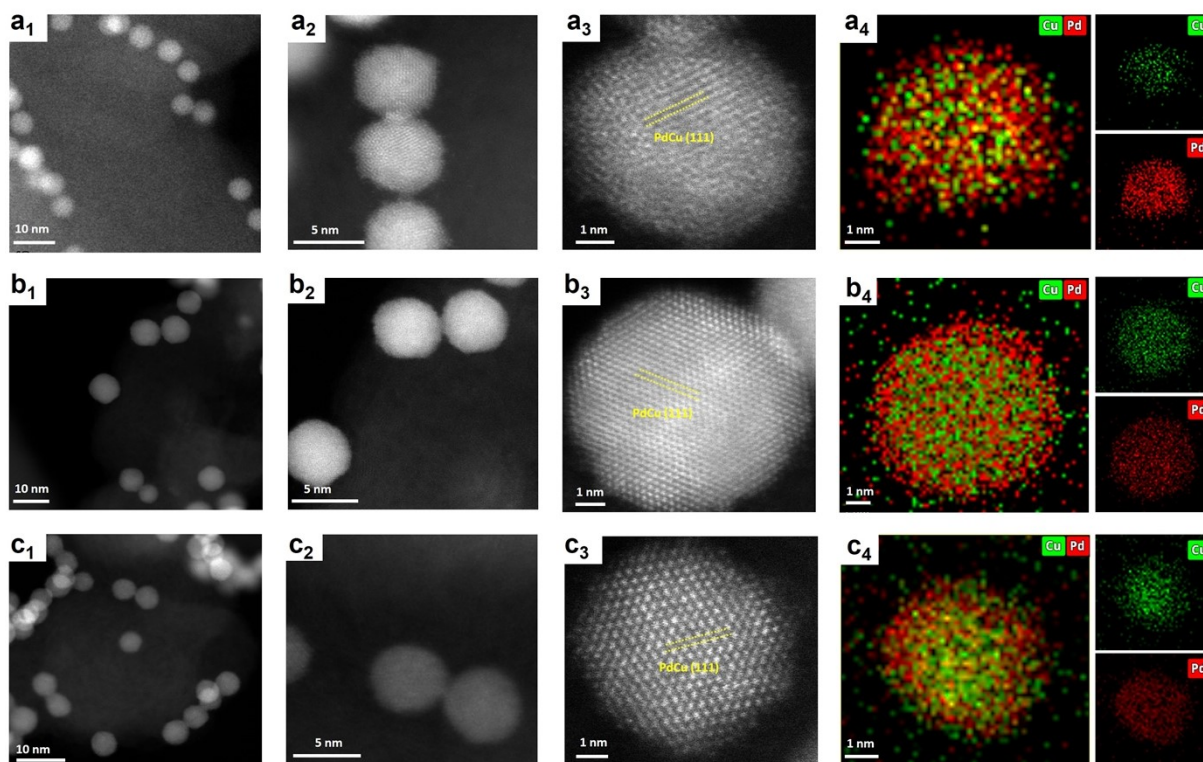 a1
10 nm
a2
5 nm
a3
PdCu (111)
1 nm
a4
Cu Pd
1 nm
Cu
Pd
b1
10 nm
b2
5 nm
b3
PdCu (111)
1 nm
b4
Cu Pd
1 nm
Cu
Pd
c1
10 nm
c2
5 nm
c3
PdCu (111)
1 nm
c4
Cu Pd
1 nm
Cu
Pd